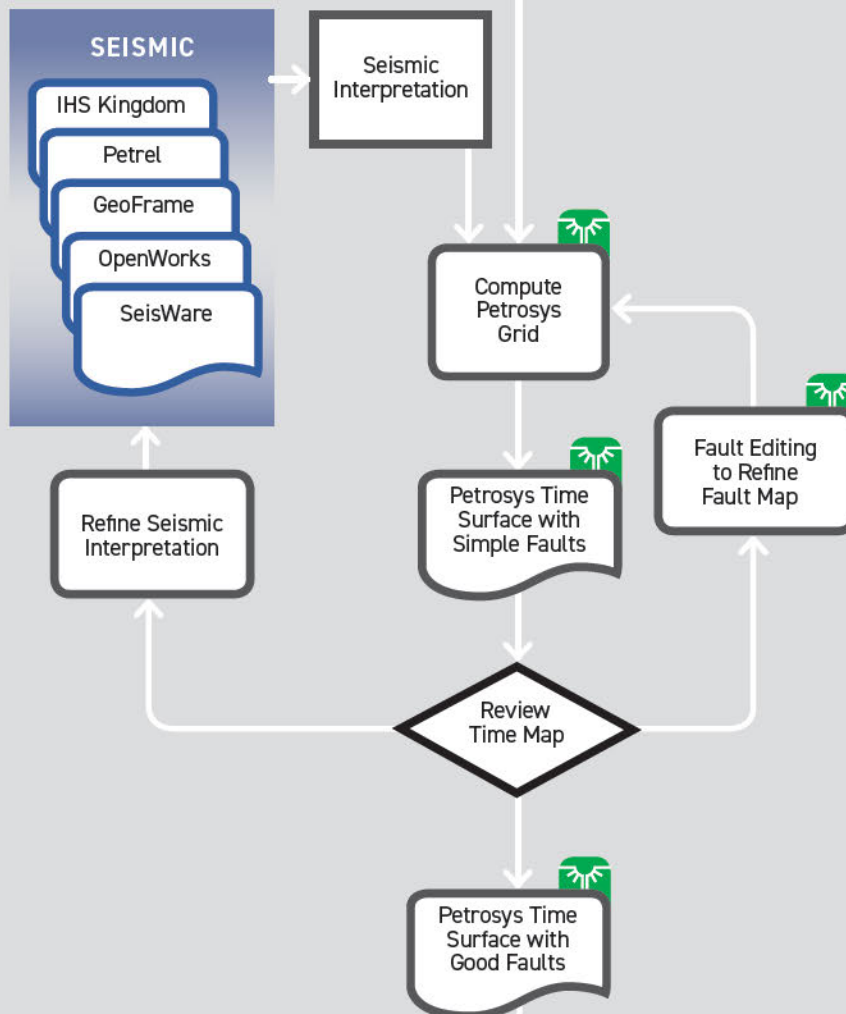 SEISMIC
IHS Kingdom
Petrel
GeoFrame
OpenWorks
SeisWare
Seismic
Interpretation
Compute
Petrosys
Grid
Fault Editing
to Refine
Fault Map
Petrosys Time
Surface with
Simple Faults
Refine Seismic
Interpretation
Review
Time Map
Petrosys Time
Surface with
Good Faults